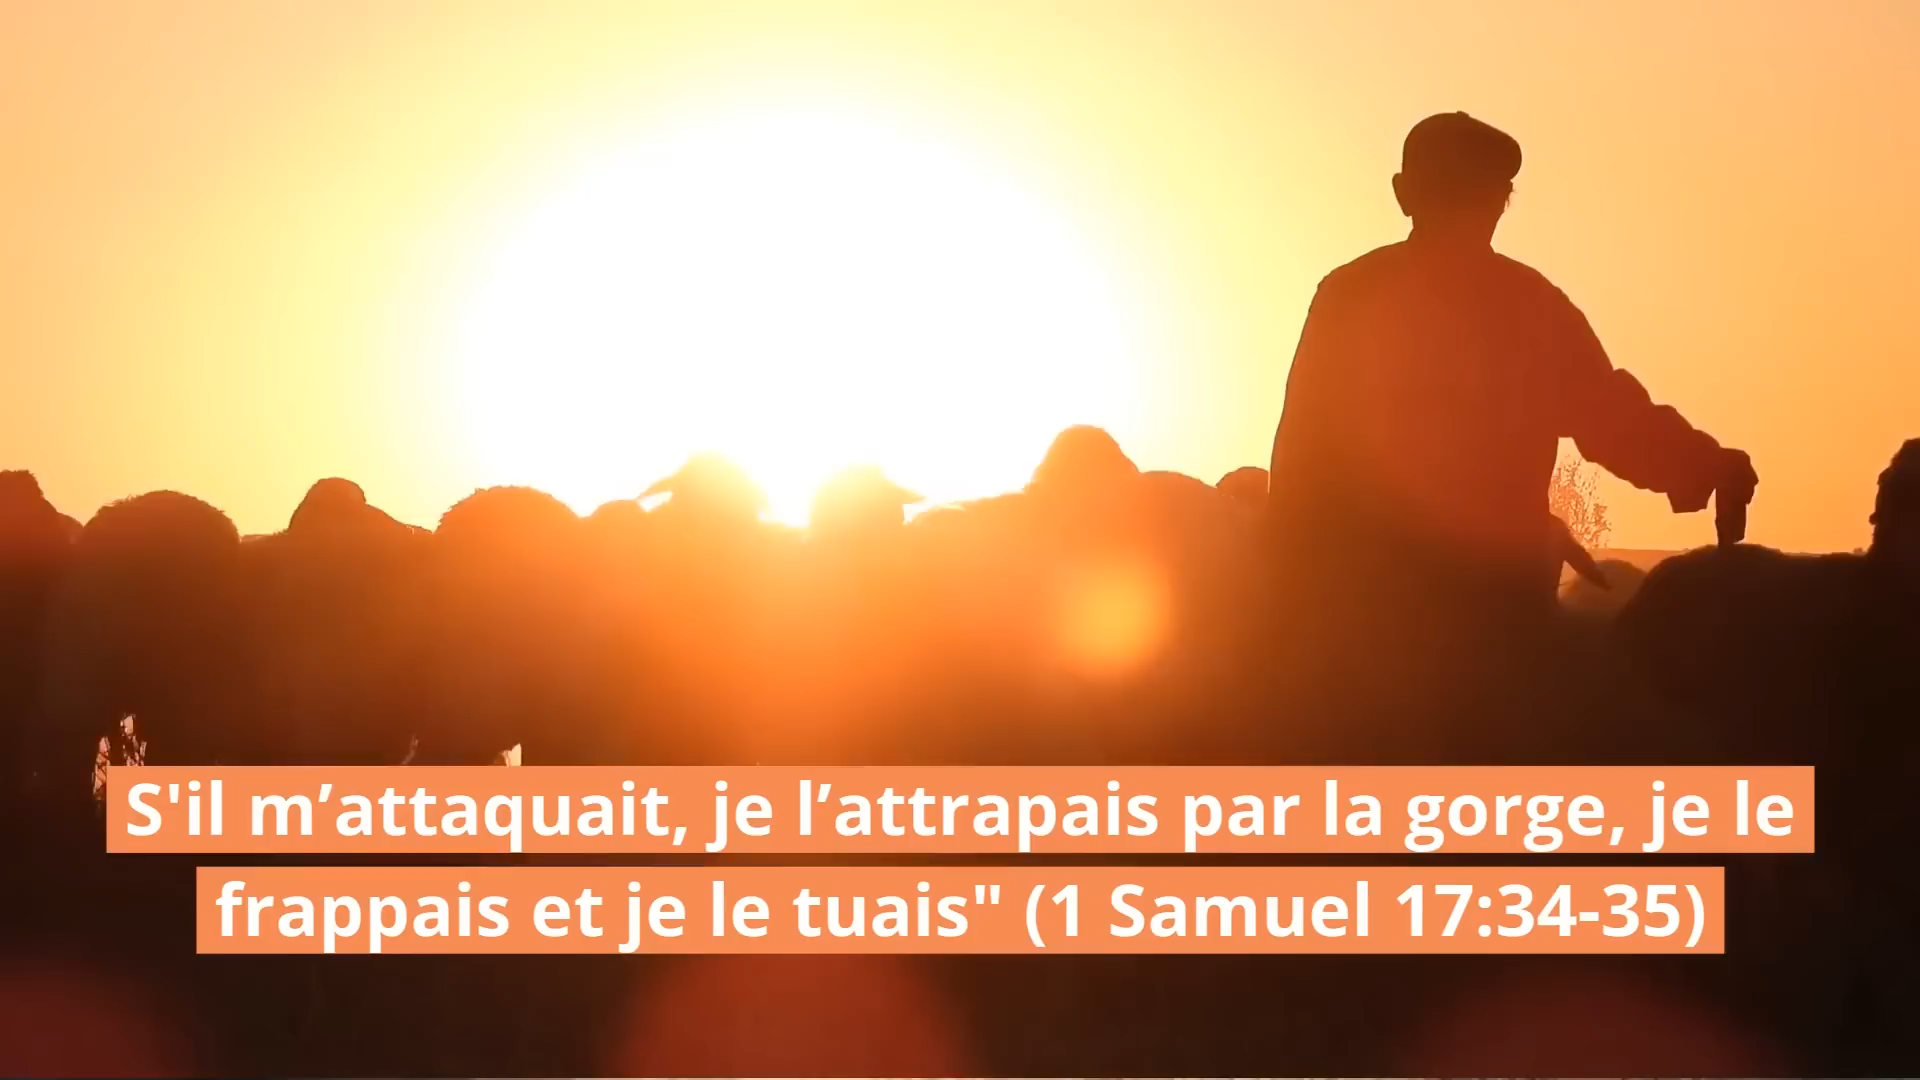 S'il m’attaquait, je l’attrapais par la gorge, je le
frappais et je le tuais" (1 Samuel 17:34-35)